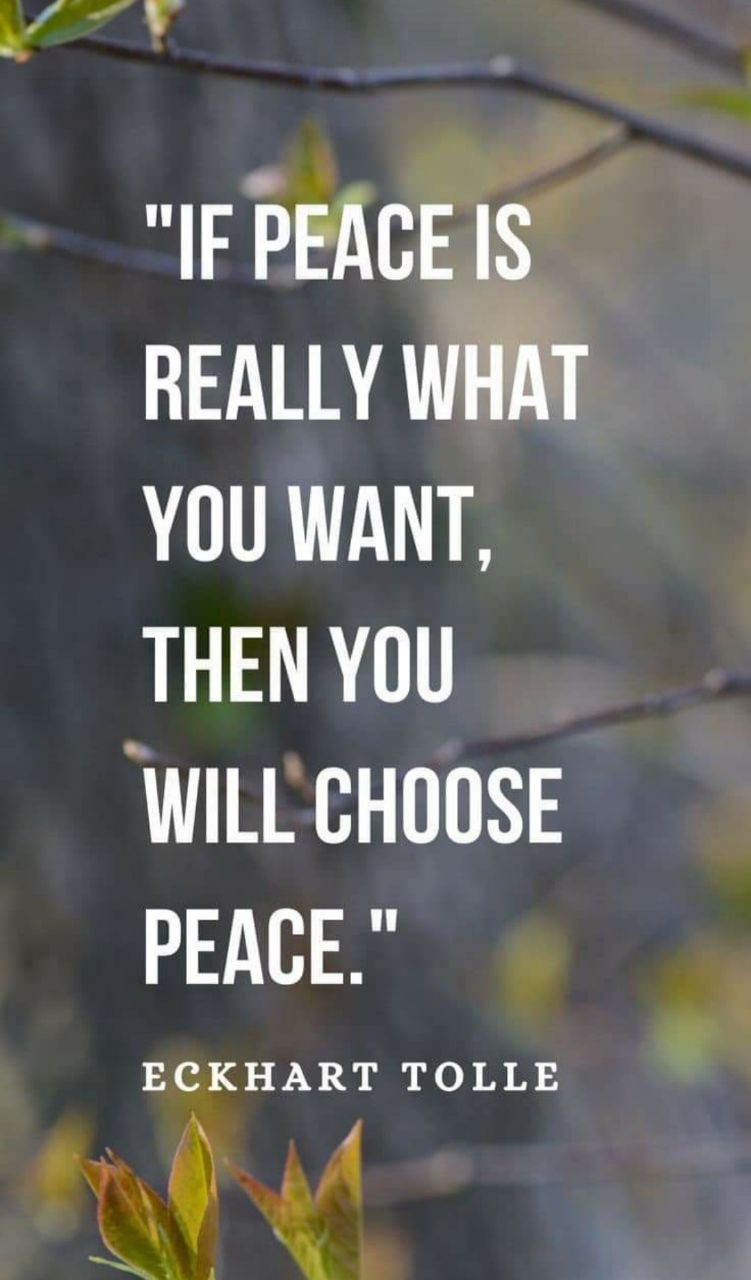 "IF PEACE IS
REALLY WHAT
YOU WANT,
THEN YOU
WILL CHOOSE
PEACE."
ECKHART TOLLE